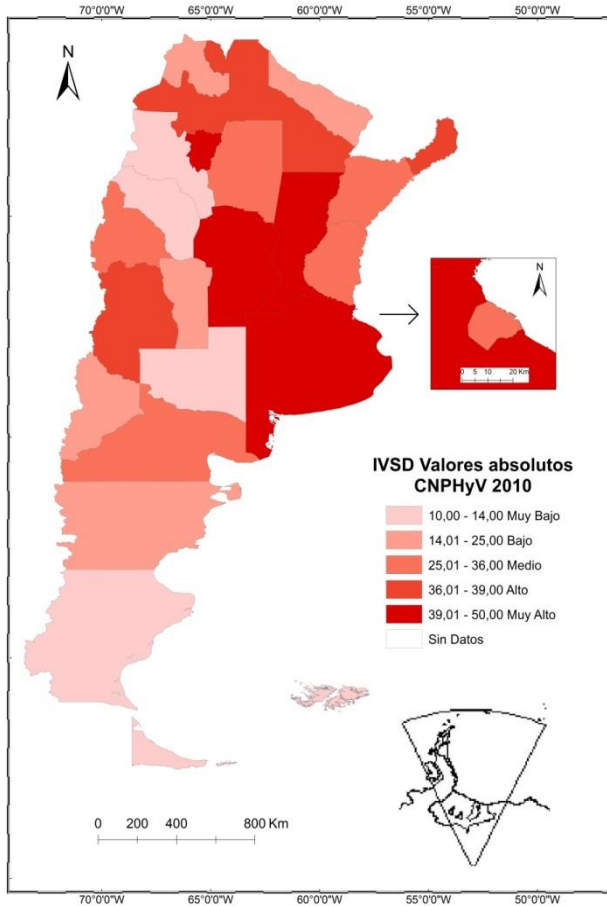 70°0'0"W 65°0'0"W 60°0'0"W 55°0'0"W 50°0'0"W
N
N
0 5 10 20 Km
IVSD Valores absolutos
CNPHyV 2010
10,00 - 14,00 Muy Bajo
14,01 - 25,00 Bajo
25,01 - 36,00 Medio
36,01 - 39,00 Alto
39,01 - 50,00 Muy Alto
Sin Datos
0 200 400 800 Km
70°0'0"W 65°0'0"W 60°0'0"W 55°0'0"W 50°0'0"W